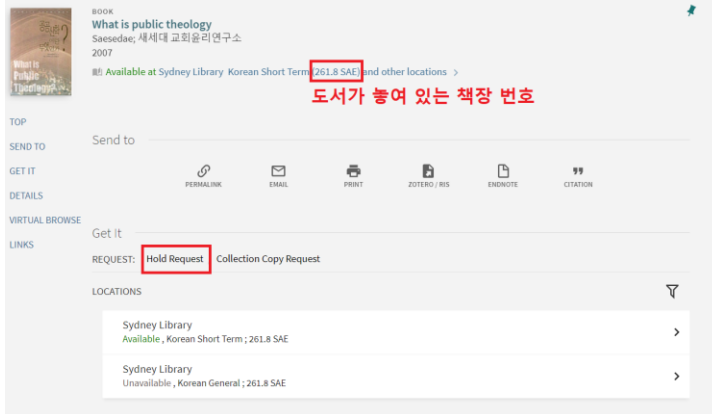 BOOK
What is public theology
Saesedae; 새세대 교회윤리연구소
2007
Available at Sydney Library Korean Short Term (261.8 SAE) and other locations >
도서가 놓여 있는 책장 번호
What is
Public
Theology
TOP
SEND TO
GET IT
DETAILS
VIRTUAL BROWSE
LINKS
Send to
PERMALINK
EMAIL
PRINT
ZOTERO / RIS
ENDNOTE
CITATION
Get It
REQUEST: Hold Request Collection Copy Request
LOCATIONS
Sydney Library
Available , Korean Short Term ; 261.8 SAE
Sydney Library
Unavailable , Korean General ; 261.8 SAE